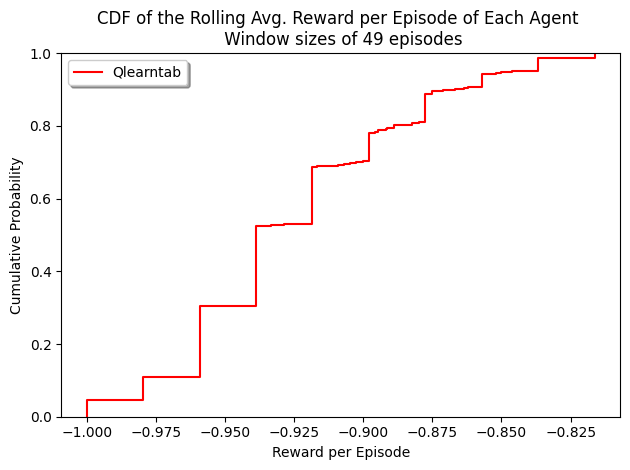 CDF of the Rolling Avg. Reward per Episode of Each Agent
Window sizes of 49 episodes
Qlearntab
Cumulative Probability
1.0
0.8
0.6
0.4
0.2
0.0
−1.000 −0.975 −0.950 −0.925 −0.900 −0.875 −0.850 −0.825
Reward per Episode